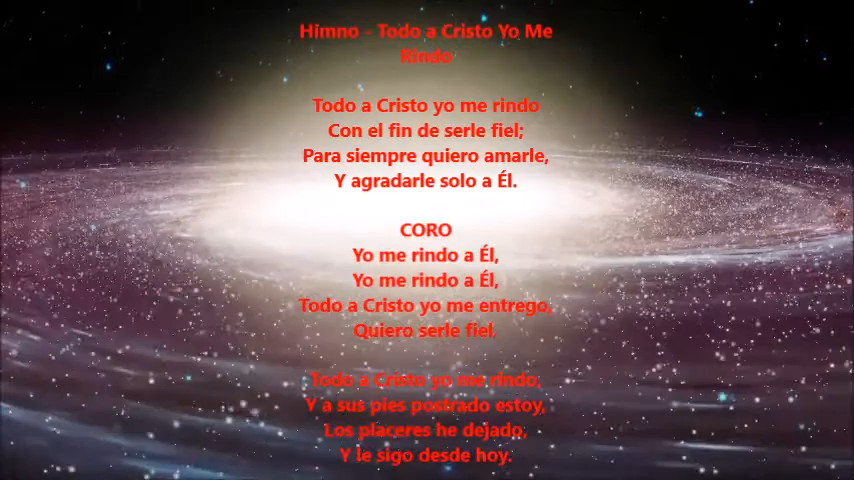 Himno - Todo a Cristo Yo Me
Rindo
Todo a Cristo yo me rindo
Con el fin de serle fiel;
Para siempre quiero amarle,
Y agradarle solo a Él.
CORO
Yo me rindo a Él,
Yo me rindo a Él,
Todo a Cristo yo me entrego,
Quiero serle fiel.
Todo a Cristo yo me rindo,
Y a sus pies postrado estoy,
Los placeres he dejado,
Y le sigo desde hoy.